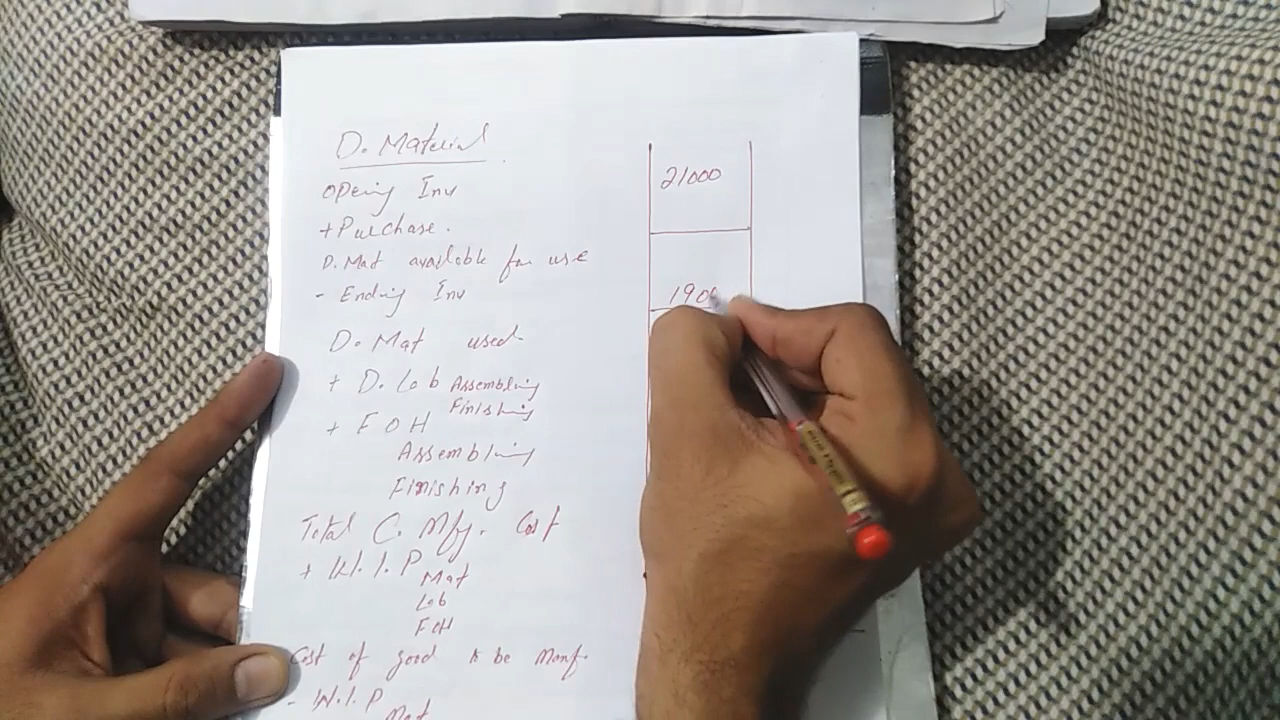 D. Material
Opening Inv
+ Purchase.
21000
D. Mat available for use
- Ending Inv
1900
D. Mat used
+ D. Lab Assembling
Finishing
+ F O H
Assembling
Finishing
Total C. Mfg. Cost
+ W.I.P
Mat
Lab
FOH
Cost of good to be Manf.
- W.I.P
Mat